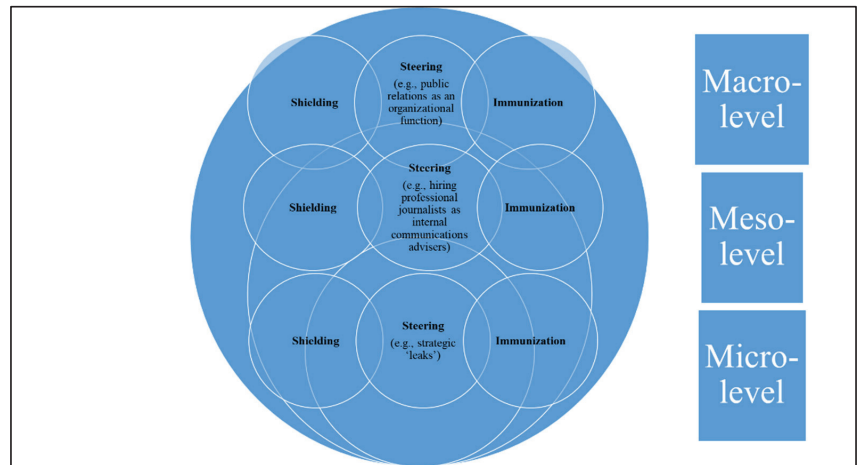 Steering
(e.g., public
relations as an
organizational
function)
Shielding
Immunization
Macro-
level
Steering
(e.g., hiring
professional
journalists as
internal
communications
advisers)
Shielding
Immunization
Meso-
level
Shielding
Steering
(e.g., strategic
‘leaks’)
Immunization
Micro-
level